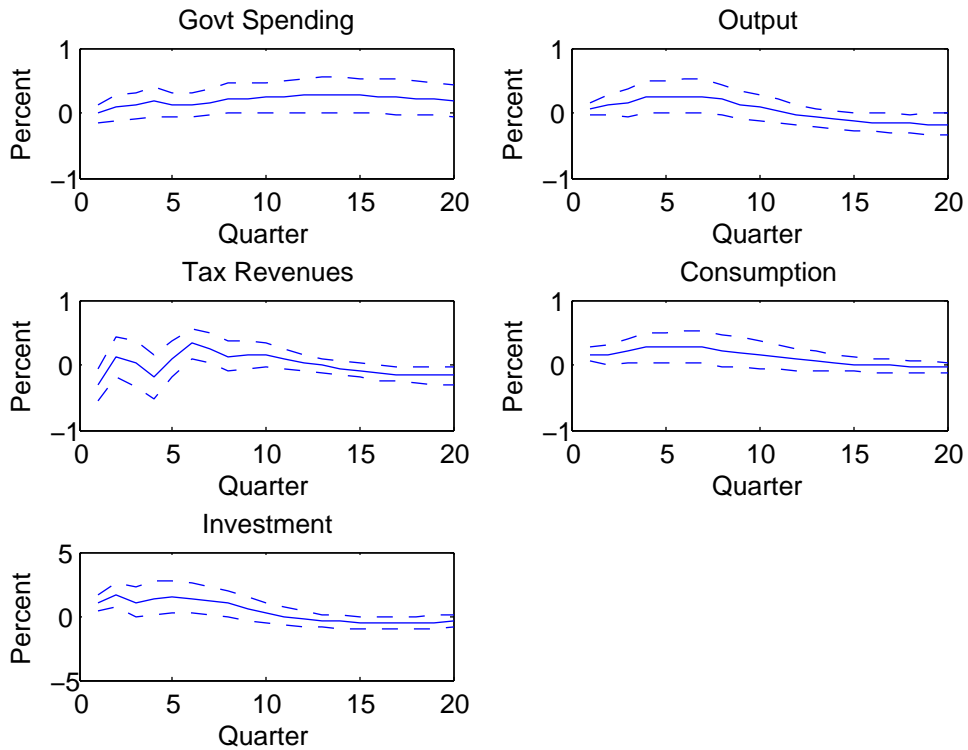 Govt Spending
1
0
−1
Percent
0 5 10 15 20
Quarter
Output
1
0
−1
Percent
0 5 10 15 20
Quarter
Tax Revenues
1
0
−1
Percent
0 5 10 15 20
Quarter
Consumption
1
0
−1
Percent
0 5 10 15 20
Quarter
Investment
5
0
−5
Percent
0 5 10 15 20
Quarter